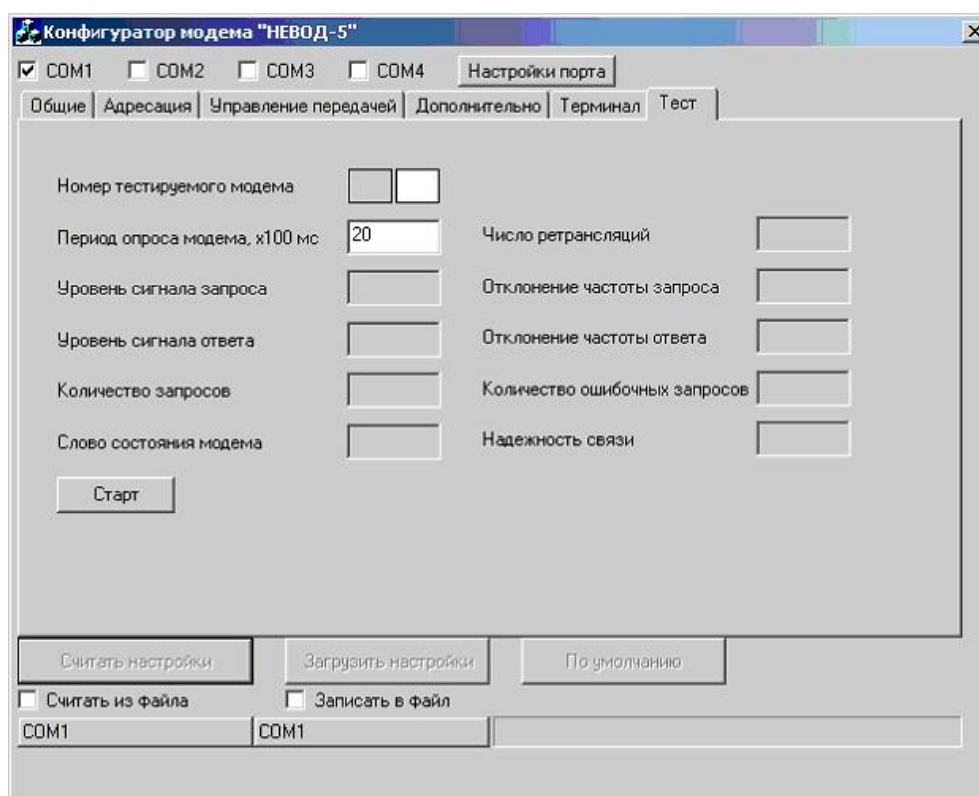 Конфигуратор модема "НЕВОД-5"
COM1 COM2 COM3 COM4 Настройки порта
Общие Адресация Управление передачей Дополнительно Терминал Тест
Номер тестируемого модема
Период опроса модема, x100 мс 20 Число ретрансляций
Уровень сигнала запроса Отклонение частоты запроса
Уровень сигнала ответа Отклонение частоты ответа
Количество запросов Количество ошибочных запросов
Слово состояния модема Надежность связи
Старт
Считать настройки Загрузить настройки По умолчанию
Считать из файла Записать в файл
COM1 COM1